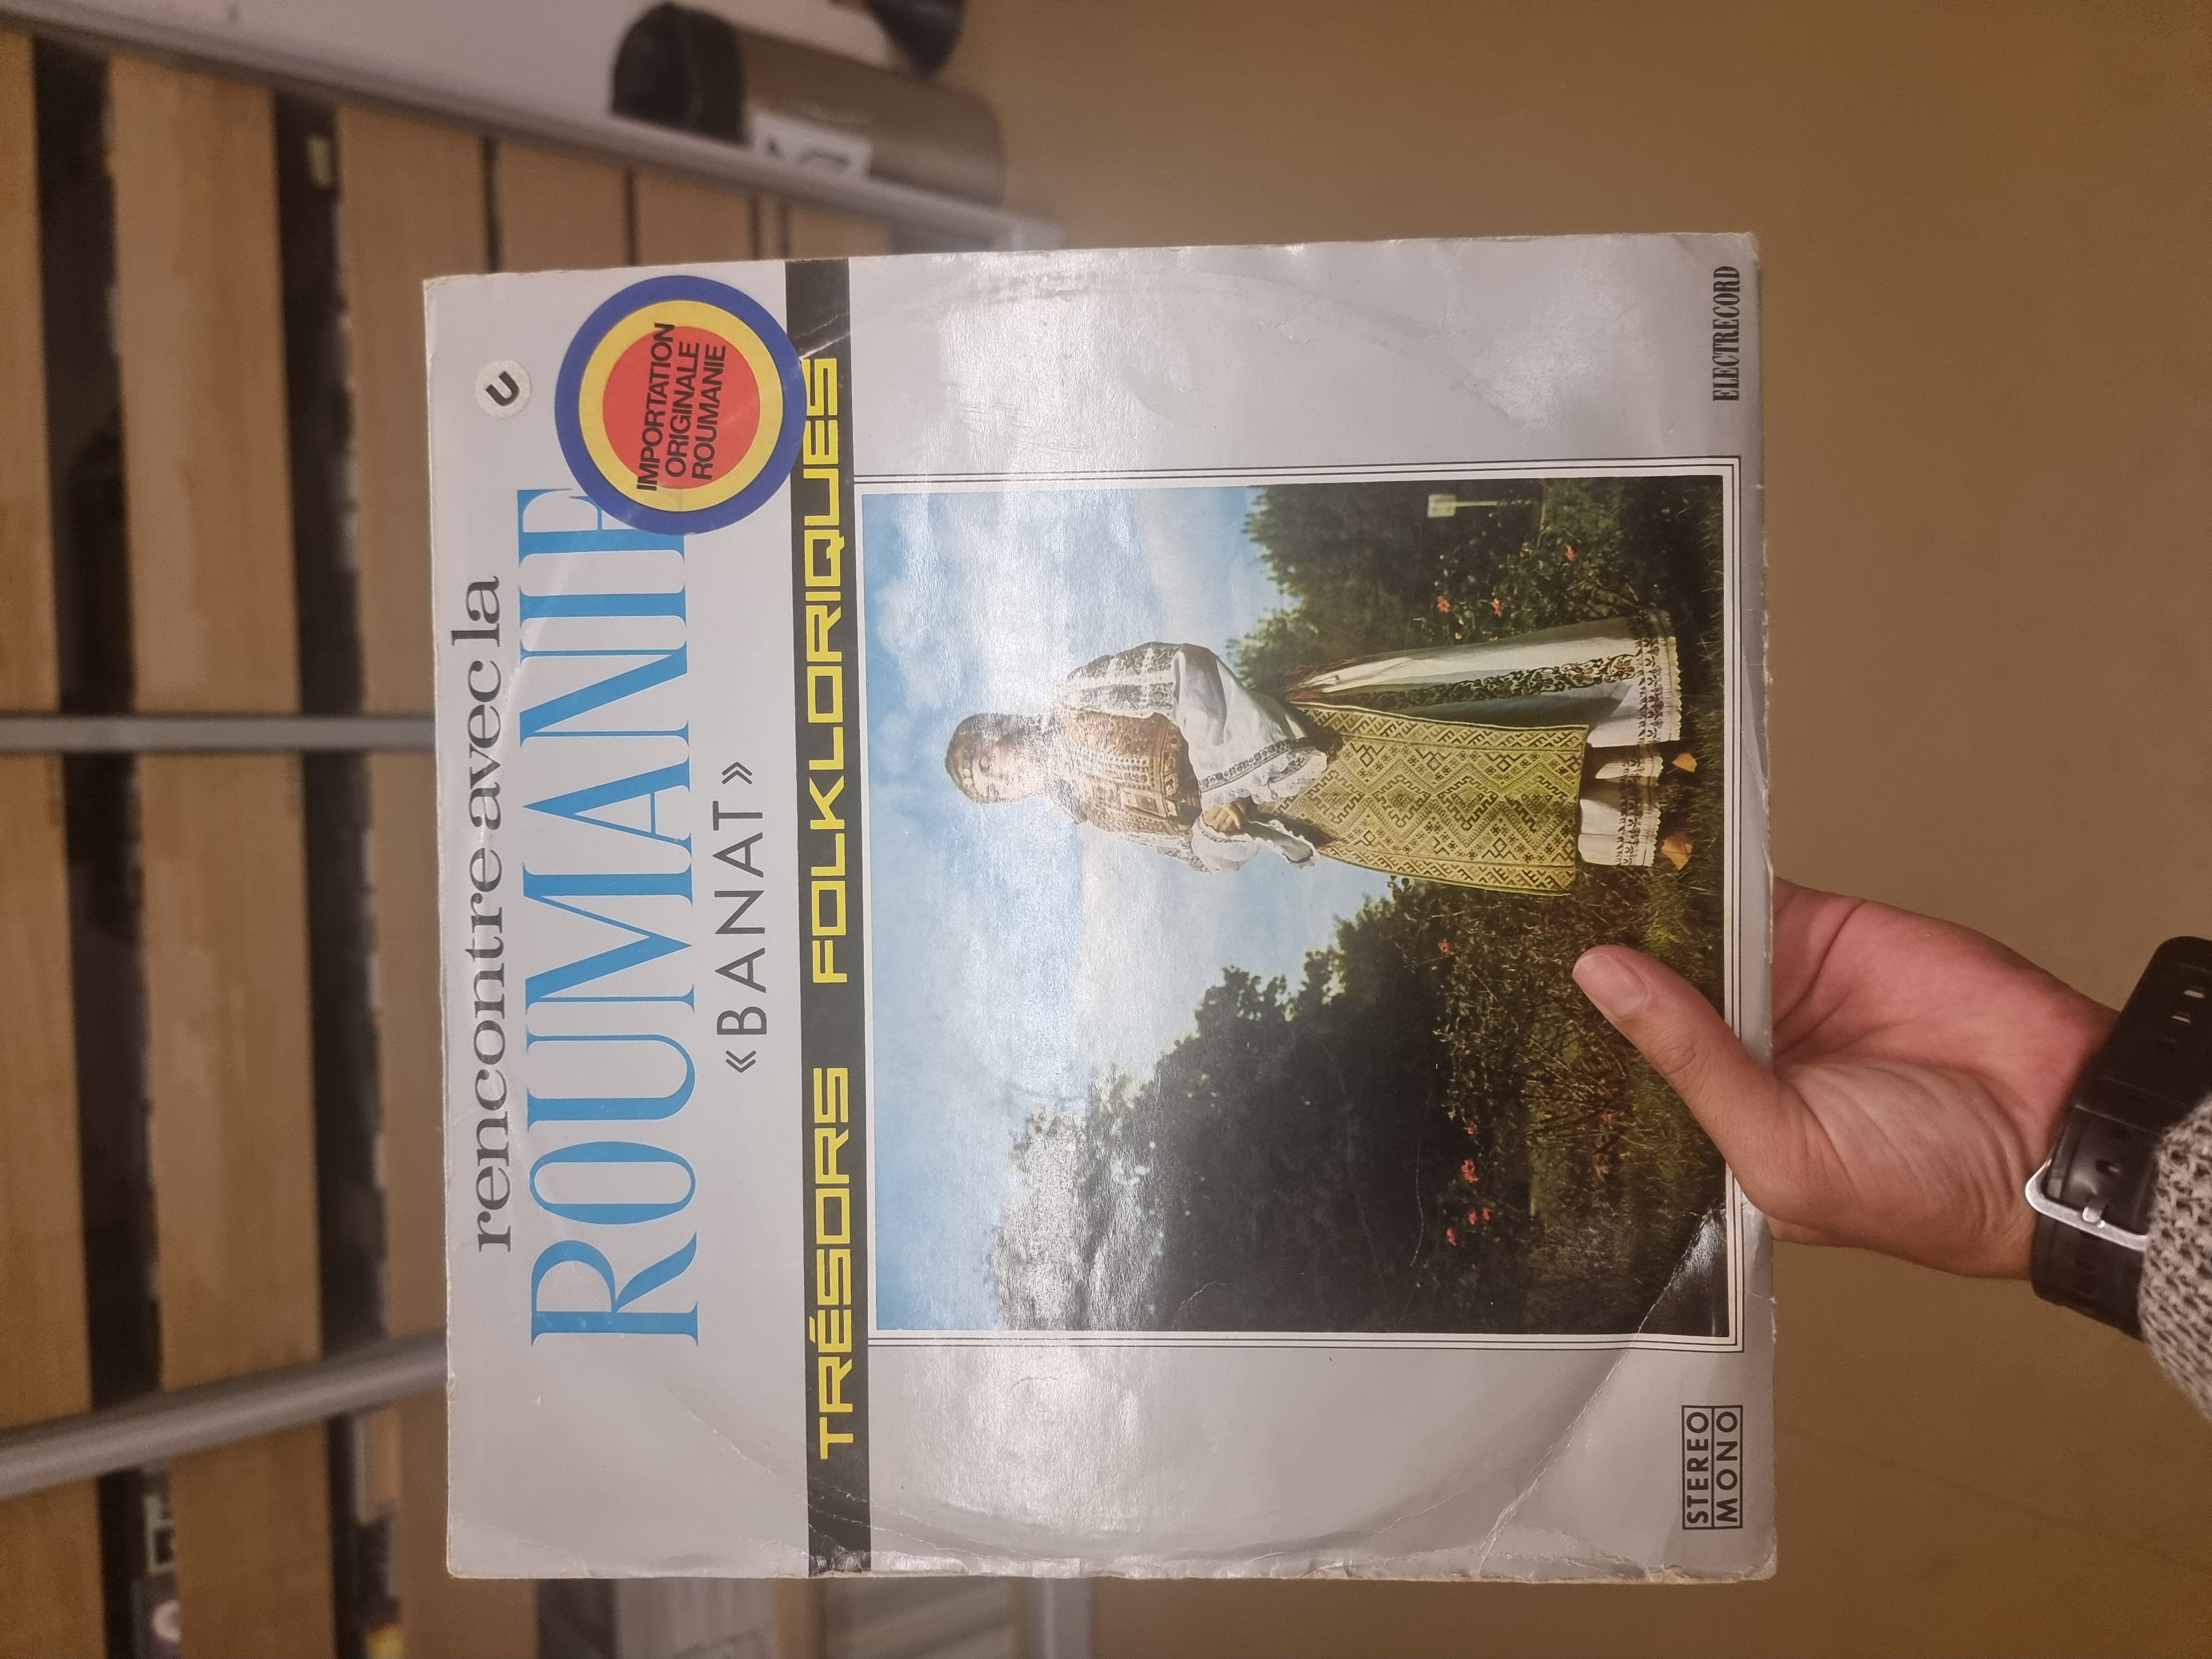 rencontre avec la
ROUMANIE
U
IMPORTATION
ORIGINALE
ROUMANIE
«BANAT»
TRÉSORS FOLKLORIQUES
STEREO
MONO
ELECTRECORD